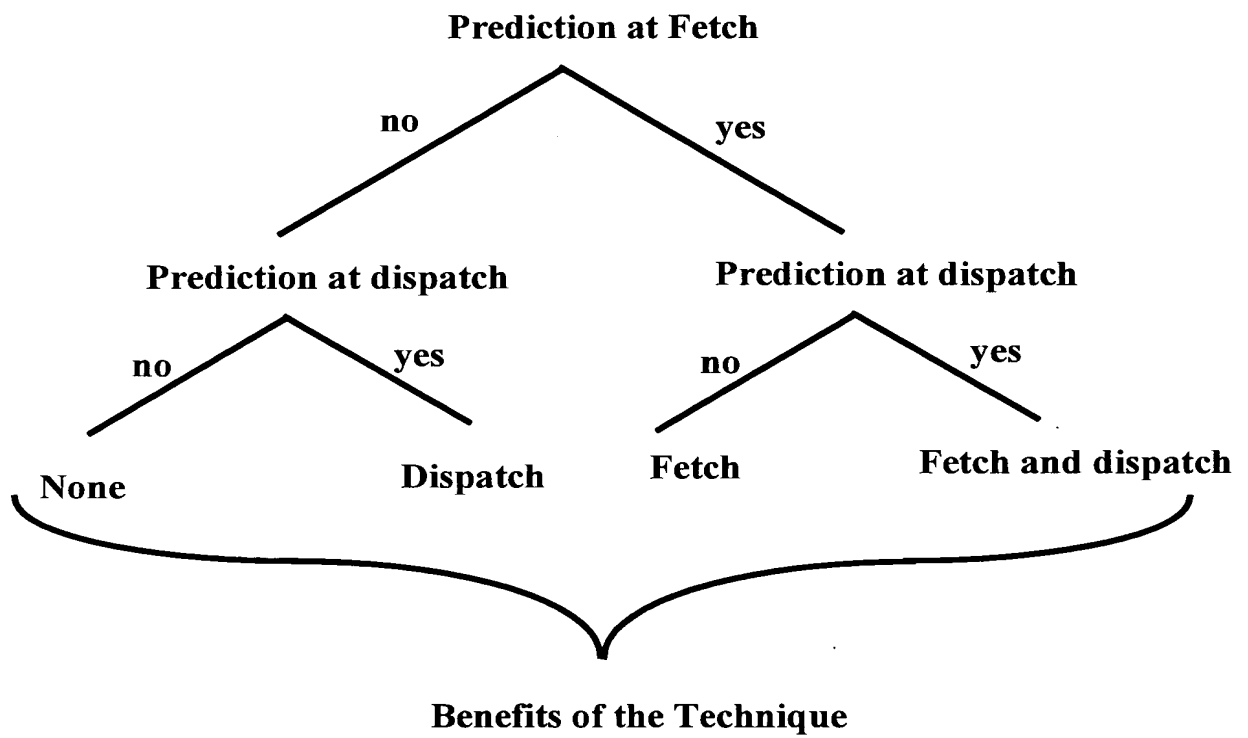 Prediction at Fetch
no
yes
Prediction at dispatch
Prediction at dispatch
no
yes
no
yes
None
Dispatch
Fetch
Fetch and dispatch
Benefits of the Technique